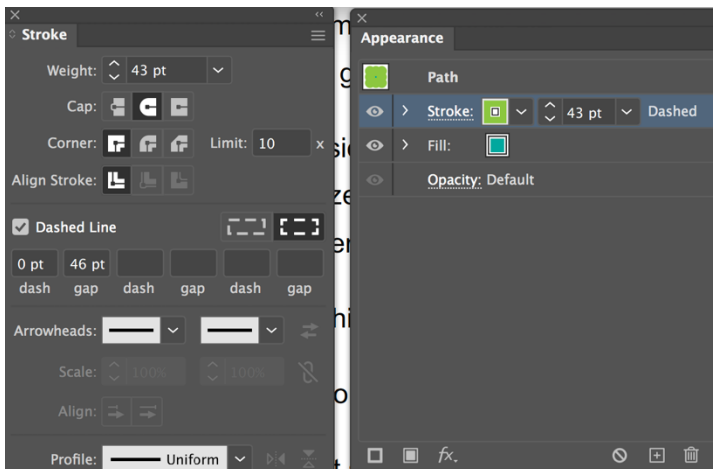 Stroke
Weight: 43 pt
Cap:
Corner: Limit: 10 x
Align Stroke:
Dashed Line
0 pt 46 pt
dash gap dash gap dash gap
Arrowheads:
Scale: 100% 100%
Align:
Profile: Uniform
Appearance
Path
Stroke: 43 pt Dashed
Fill:
Opacity: Default
fx.